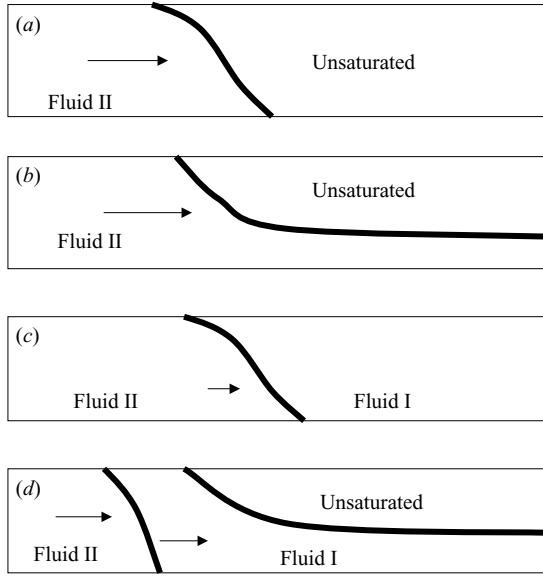 (a)
Unsaturated
Fluid II
(b)
Unsaturated
Fluid II
(c)
Fluid II Fluid I
(d)
Unsaturated
Fluid II Fluid I